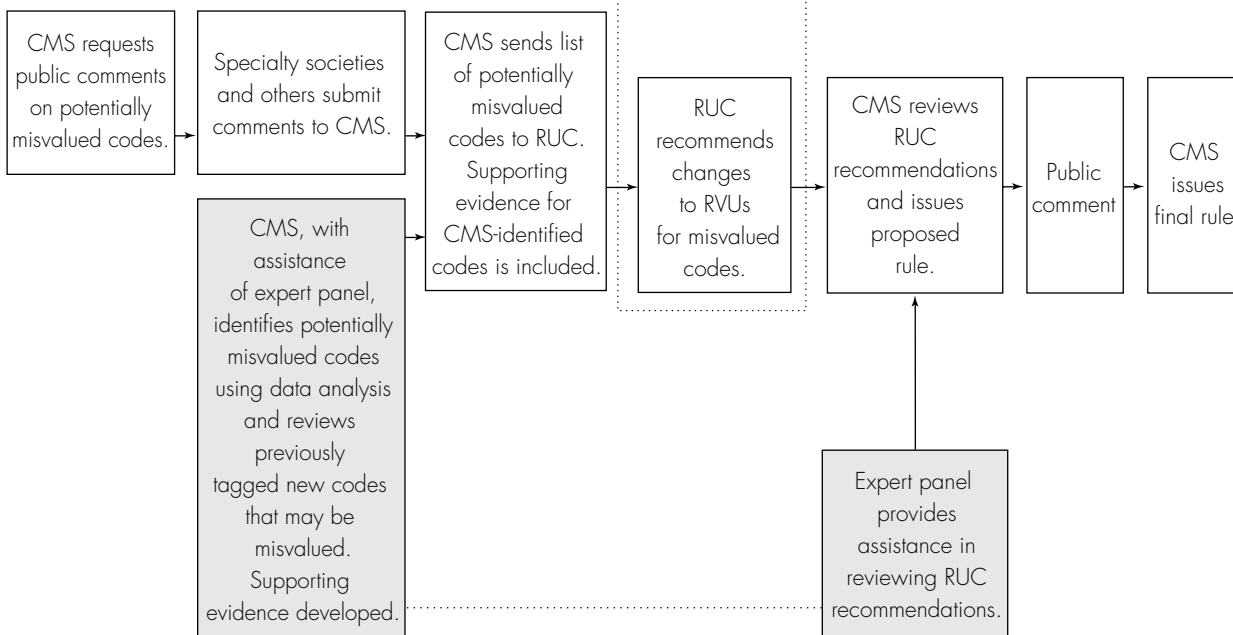 CMS requests
public comments
on potentially
misvalued codes.
Specialty societies
and others submit
comments to CMS.
CMS, with
assistance
of expert panel,
identifies potentially
misvalued codes
using data analysis
and reviews
previously
tagged new codes
that may be
misvalued.
Supporting
evidence developed.
CMS sends list
of potentially
misvalued
codes to RUC.
Supporting
evidence for
CMS-identified
codes is included.
RUC
recommends
changes
to RVUs
for misvalued
codes.
CMS reviews
RUC
recommendations
and issues
proposed
rule.
Expert panel
provides
assistance in
reviewing RUC
recommendations.
Public
comment
CMS
issues
final rule